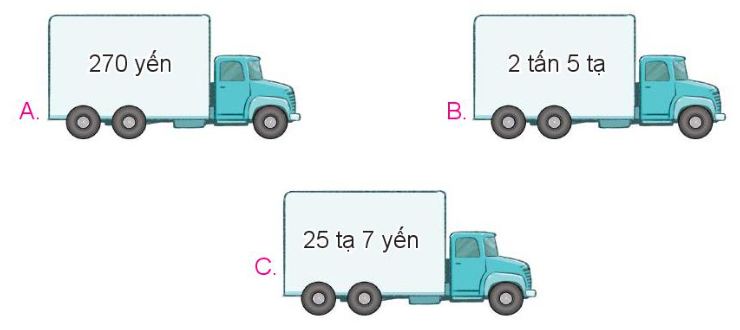 270 yến
A.
2 tấn 5 tạ
B.
25 tạ 7 yến
C.